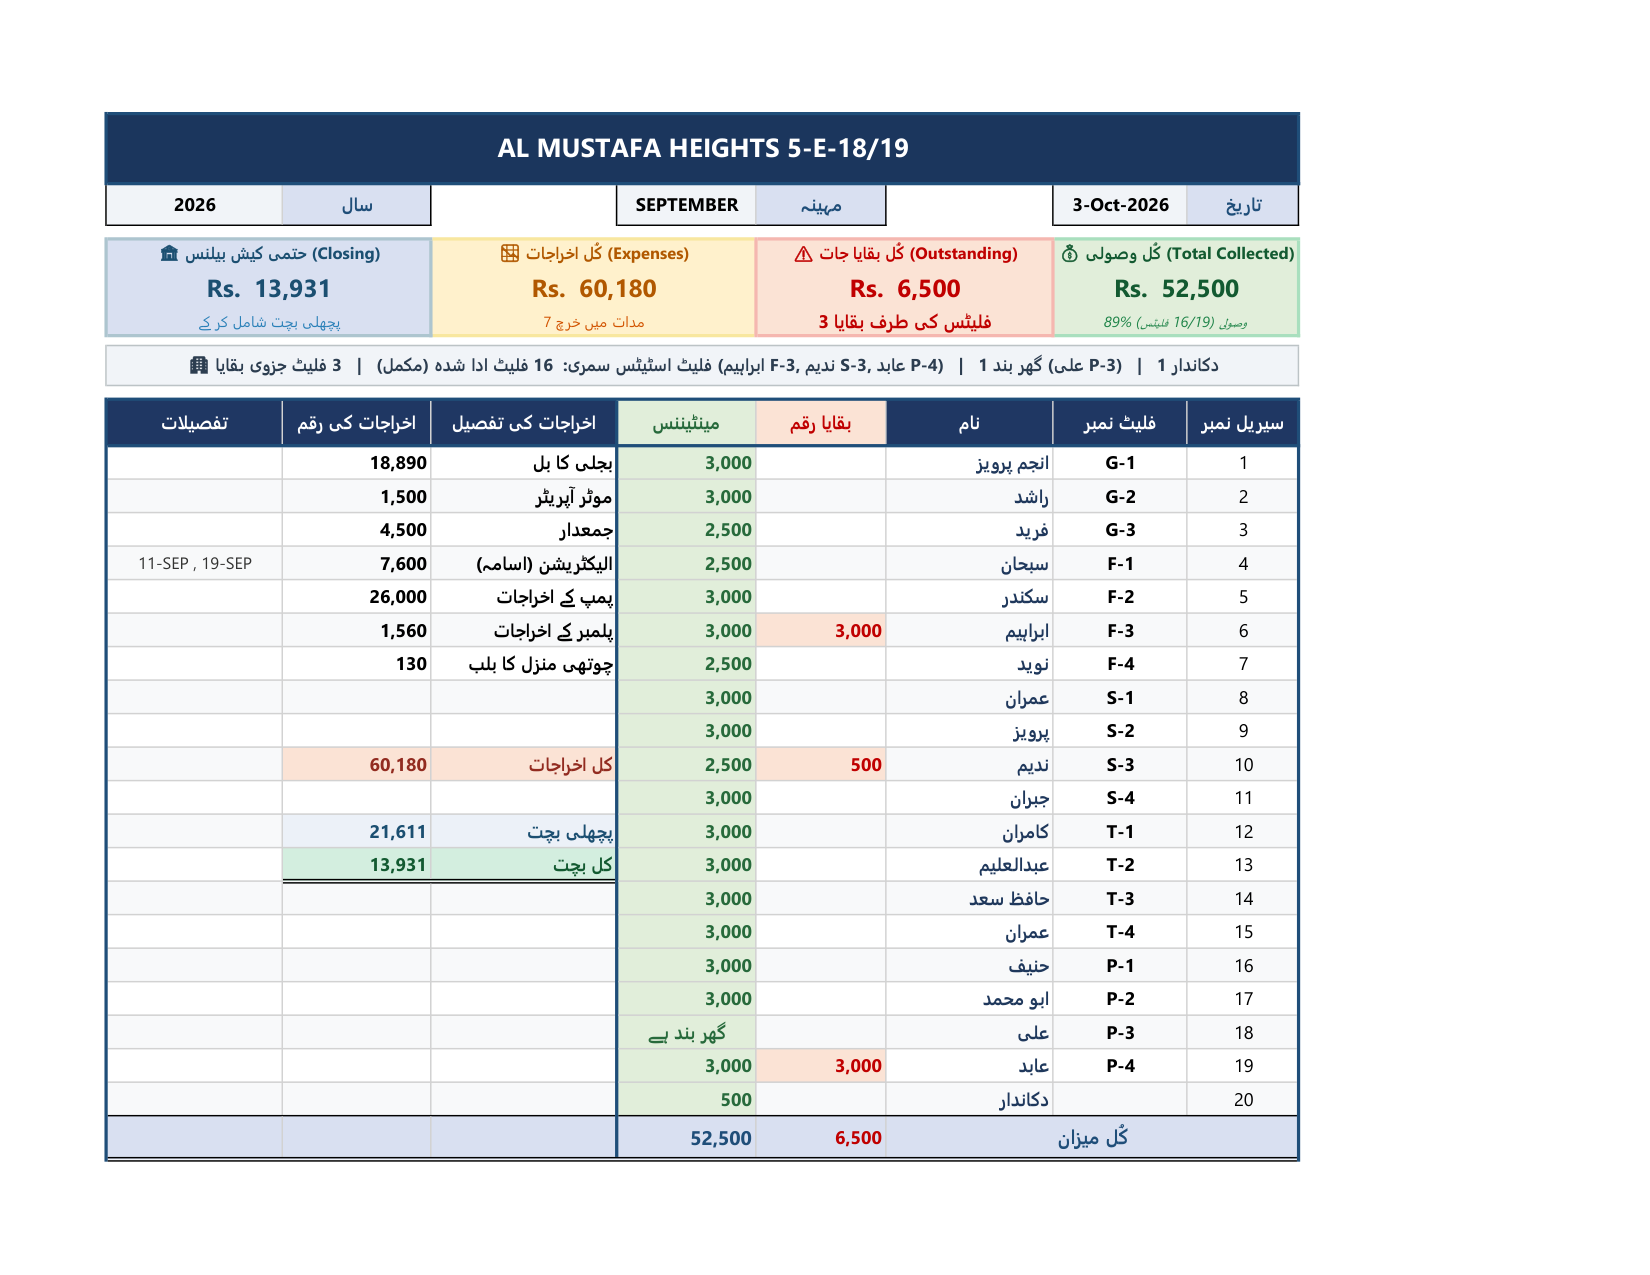 AL MUSTAFA HEIGHTS 5-E-18/19
تاریخ 3-Oct-2026 مہینہ SEPTEMBER سال 2026
کُل وصولی (Total Collected) کُل بقایا جات (Outstanding) کُل اخراجات (Expenses) حتمی کیش بیلنس (Closing)
Rs. 52,500 Rs. 6,500 Rs. 60,180 Rs. 13,931
89% (16/19 فلیٹس) وصولی 3 فلیٹس کی طرف بقایا 7 مدات میں خرچ پچھلی بچت شامل کر کے
دکاندار 1 | (P-3 علی) گھر بند 1 | (P-4 عابد, S-3 ندیم, F-3 ابراہیم) فلیٹ اسٹیٹس سمری: 16 فلیٹ ادا شدہ (مکمل) | 3 فلیٹ جزوی بقایا
سیریل نمبر فلیٹ نمبر نام بقایا رقم مینٹیننس اخراجات کی تفصیل اخراجات کی رقم تفصیلات
1 G-1 انجم پرویز 3,000 بجلی کا بل 18,890
2 G-2 راشد 3,000 موٹر آپریٹر 1,500
3 G-3 فرید 2,500 جمعدار 4,500
4 F-1 سبحان 2,500 الیکٹریشن (اسامہ) 7,600 11-SEP , 19-SEP
5 F-2 سکندر 3,000 پمپ کے اخراجات 26,000
6 F-3 ابراہیم 3,000 3,000 پلمبر کے اخراجات 1,560
7 F-4 نوید 2,500 چوتھی منزل کا بلب 130
8 S-1 عمران 3,000
9 S-2 پرویز 3,000
10 S-3 ندیم 500 2,500 کل اخراجات 60,180
11 S-4 جبران 3,000
12 T-1 کامران 3,000 پچھلی بچت 21,611
13 T-2 عبدالعلیم 3,000 کل بچت 13,931
14 T-3 حافظ سعد 3,000
15 T-4 عمران 3,000
16 P-1 حنیف 3,000
17 P-2 ابو محمد 3,000
18 P-3 علی گھر بند ہے
19 P-4 عابد 3,000 3,000
20 دکاندار 500
کُل میزان 6,500 52,500